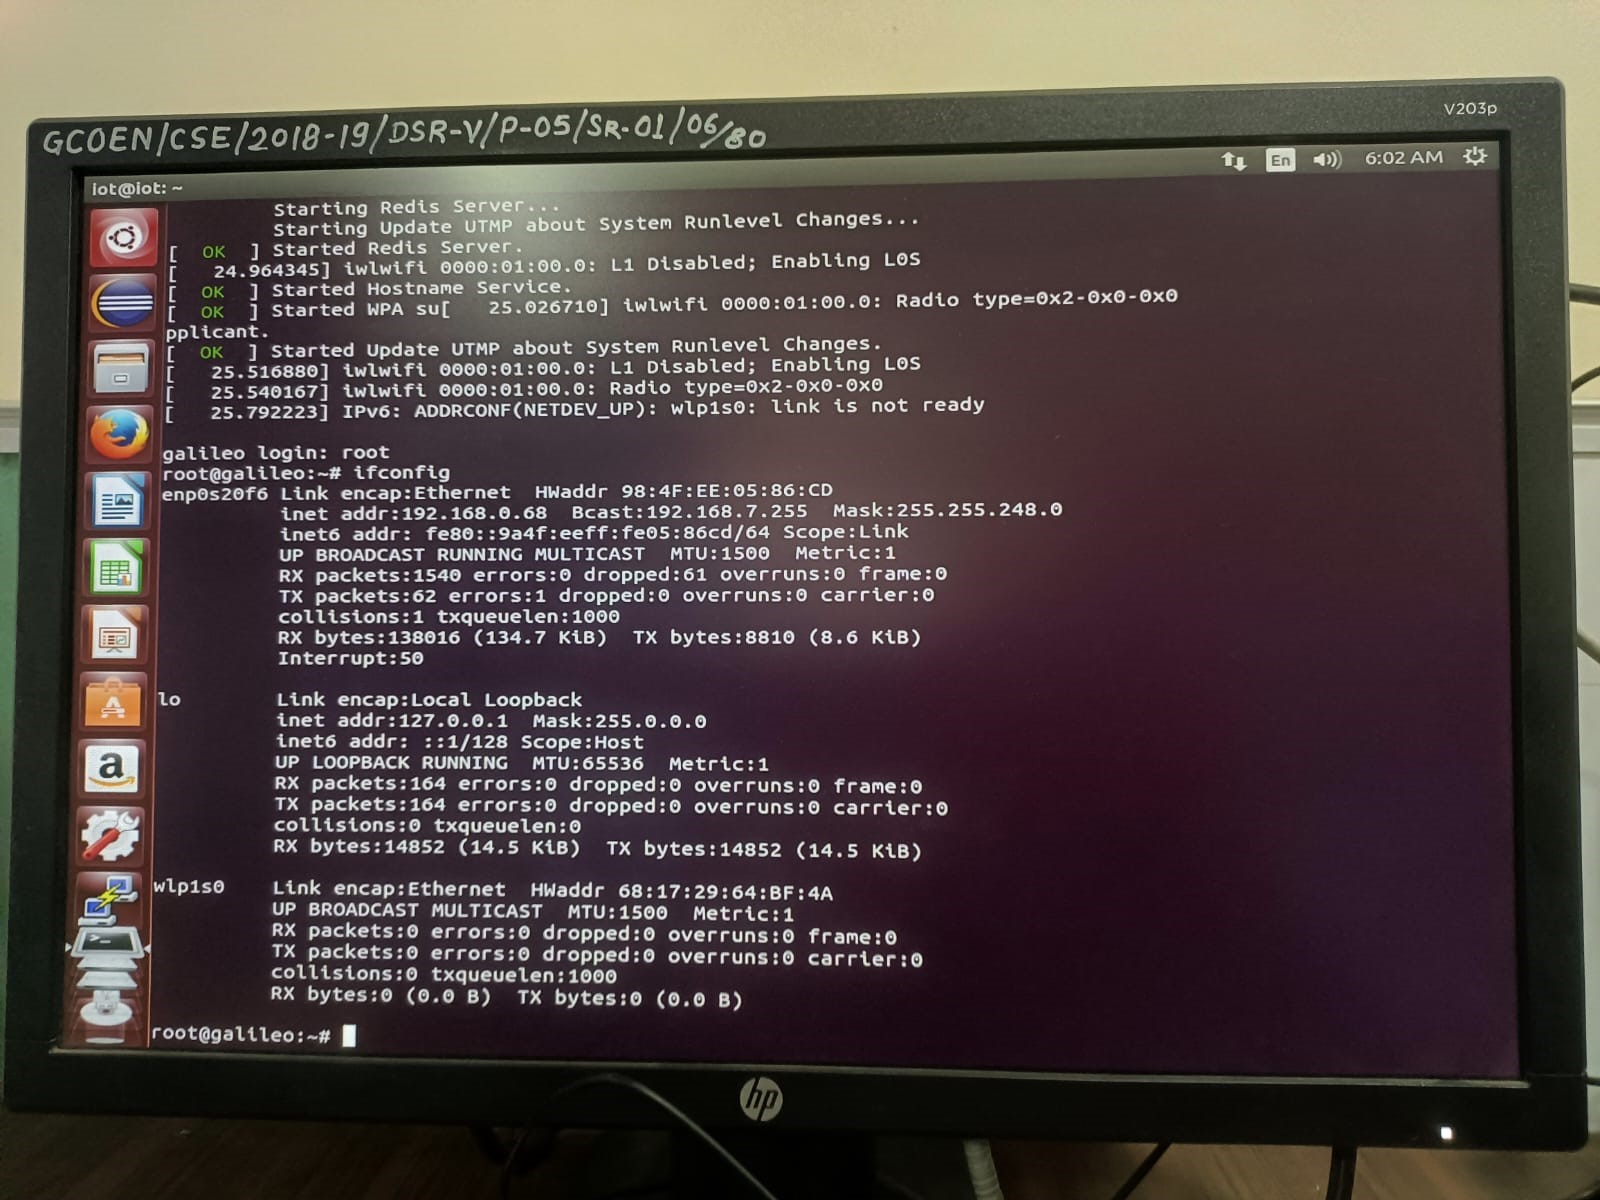 V203p
GCOEN/CSE/2018-19/DSR-V/P-05/SR-01/06/80
En 6:02 AM
iot@iot: ~
Starting Redis Server...
Starting Update UTMP about System Runlevel Changes...
[  OK  ] Started Redis Server.
[   24.964345] iwlwifi 0000:01:00.0: L1 Disabled; Enabling L0S
[  OK  ] Started Hostname Service.
[  OK  ] Started WPA su[   25.026710] iwlwifi 0000:01:00.0: Radio type=0x2-0x0-0x0
pplicant.
[  OK  ] Started Update UTMP about System Runlevel Changes.
[   25.516880] iwlwifi 0000:01:00.0: L1 Disabled; Enabling L0S
[   25.540167] iwlwifi 0000:01:00.0: Radio type=0x2-0x0-0x0
[   25.792223] IPv6: ADDRCONF(NETDEV_UP): wlp1s0: link is not ready
galileo login: root
root@galileo:~# ifconfig
enp0s20f6 Link encap:Ethernet  HWaddr 98:4F:EE:05:86:CD
inet addr:192.168.0.68  Bcast:192.168.7.255  Mask:255.255.248.0
inet6 addr: fe80::9a4f:eeff:fe05:86cd/64 Scope:Link
UP BROADCAST RUNNING MULTICAST  MTU:1500  Metric:1
RX packets:1540 errors:0 dropped:61 overruns:0 frame:0
TX packets:62 errors:1 dropped:0 overruns:0 carrier:0
collisions:1 txqueuelen:1000
RX bytes:138016 (134.7 KiB)  TX bytes:8810 (8.6 KiB)
Interrupt:50
lo        Link encap:Local Loopback
inet addr:127.0.0.1  Mask:255.0.0.0
inet6 addr: ::1/128 Scope:Host
UP LOOPBACK RUNNING  MTU:65536  Metric:1
RX packets:164 errors:0 dropped:0 overruns:0 frame:0
TX packets:164 errors:0 dropped:0 overruns:0 carrier:0
collisions:0 txqueuelen:0
RX bytes:14852 (14.5 KiB)  TX bytes:14852 (14.5 KiB)
wlp1s0    Link encap:Ethernet  HWaddr 68:17:29:64:BF:4A
UP BROADCAST MULTICAST  MTU:1500  Metric:1
RX packets:0 errors:0 dropped:0 overruns:0 frame:0
TX packets:0 errors:0 dropped:0 overruns:0 carrier:0
collisions:0 txqueuelen:1000
RX bytes:0 (0.0 B)  TX bytes:0 (0.0 B)
root@galileo:~#
hp